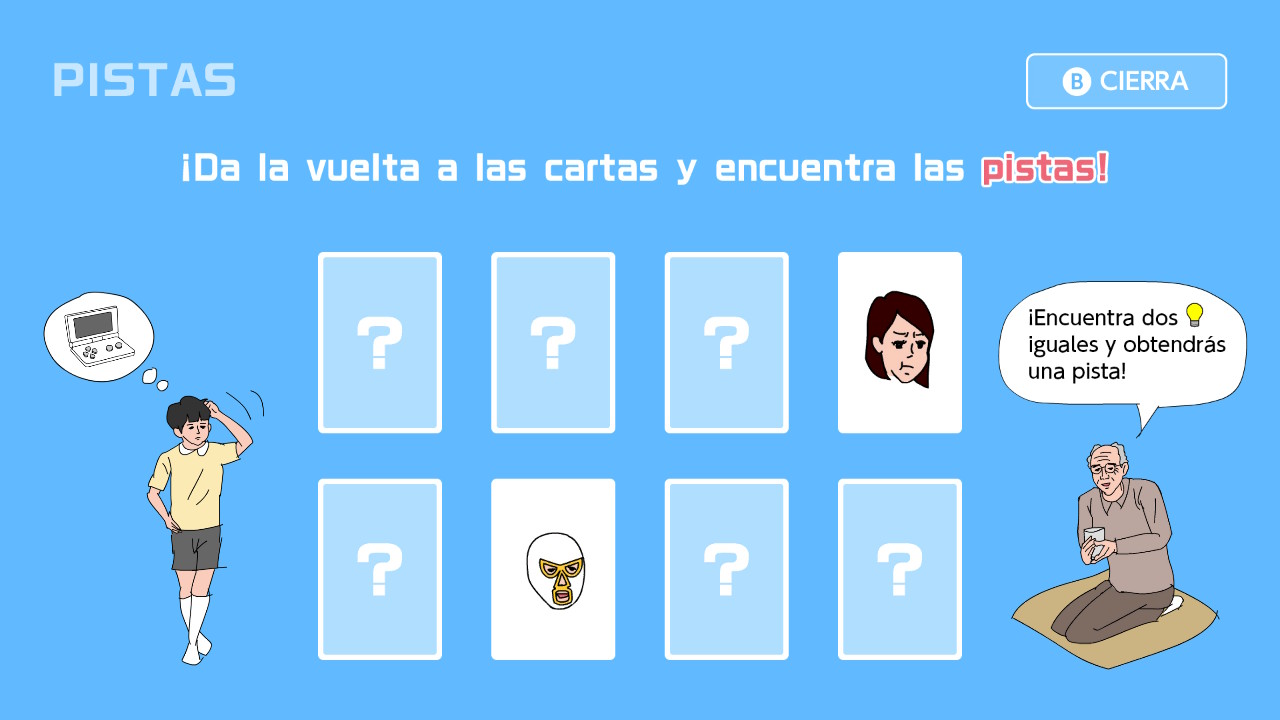 PISTAS
B CIERRA
¡Da la vuelta a las cartas y encuentra las pistas!
? ? ?
¡Encuentra dos
iguales y obtendrás
una pista!
? ? ?